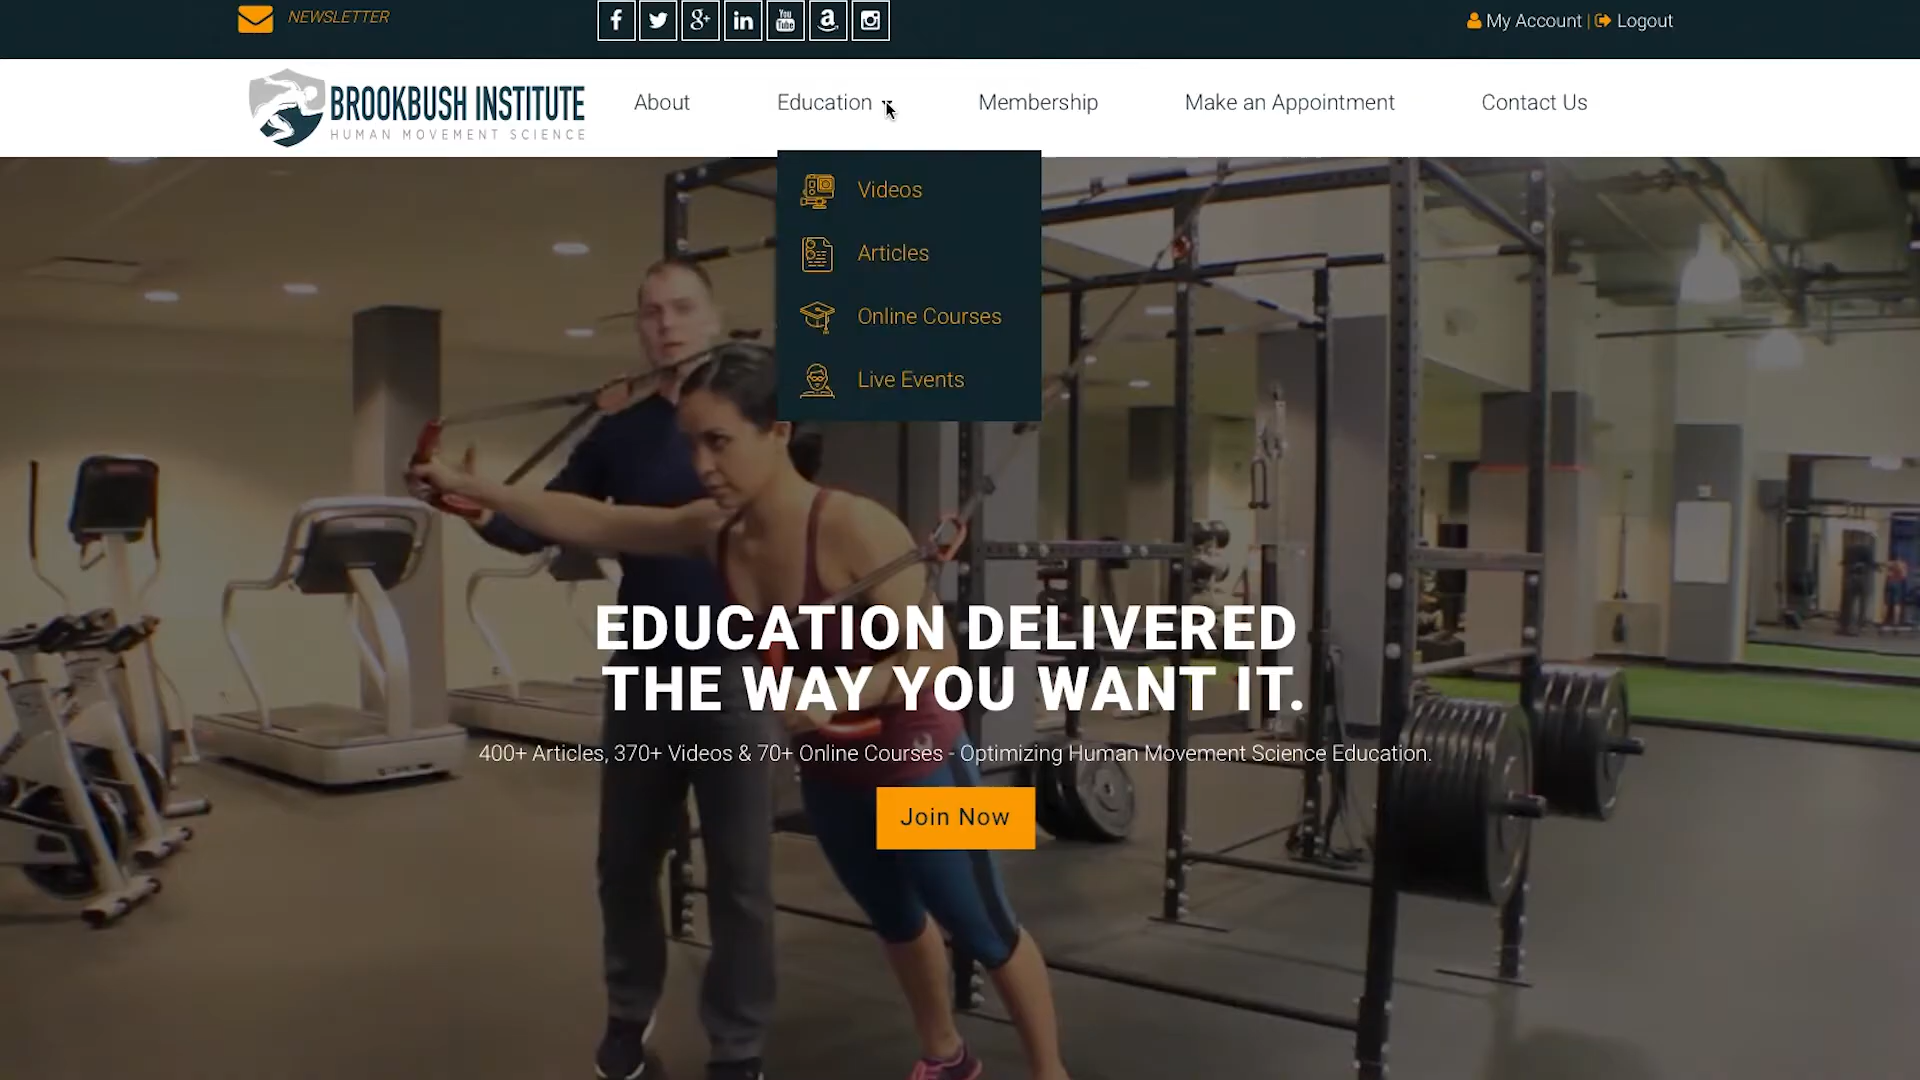 NEWSLETTER
My Account | Logout
BROOKBUSH INSTITUTE
HUMAN MOVEMENT SCIENCE
About
Education
Membership
Make an Appointment
Contact Us
Videos
Articles
Online Courses
Live Events
EDUCATION DELIVERED
THE WAY YOU WANT IT.
400+ Articles, 370+ Videos & 70+ Online Courses - Optimizing Human Movement Science Education.
Join Now